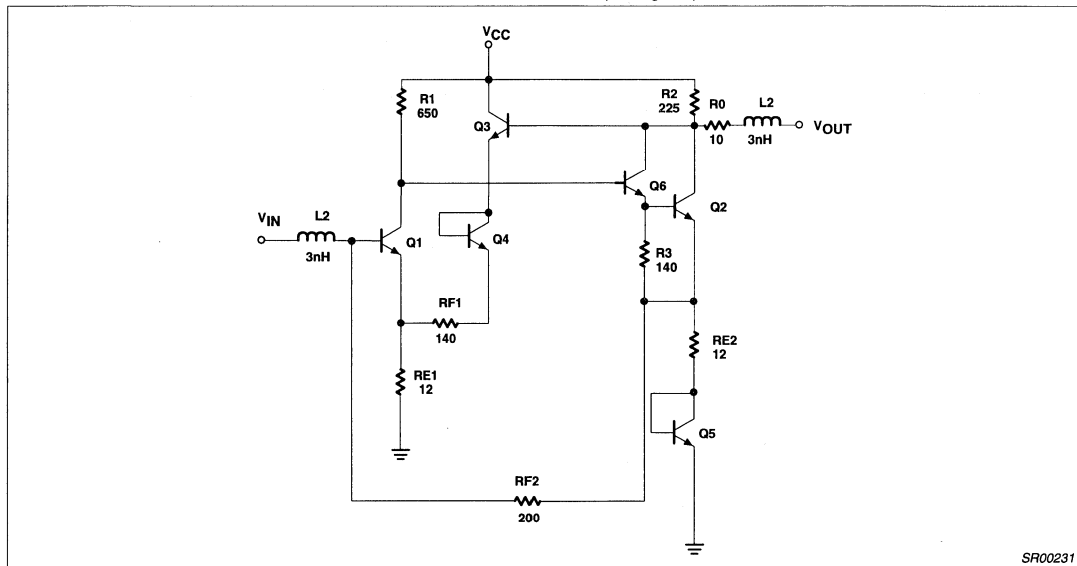 VCC
R1
650
R2
225
R0
10
L2
3nH
VOUT
Q3
Q6
Q2
VIN
L2
3nH
Q1
Q4
R3
140
RF1
140
RE1
12
RE2
12
Q5
RF2
200
SR00231